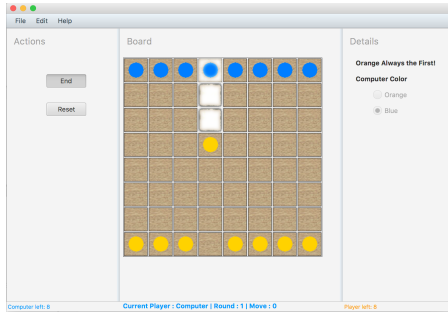 File Edit Help
Actions
Board
Details
End
Reset
Orange Always the First!
Computer Color
Orange
Blue
Computer left: 8
Current Player : Computer | Round : 1 | Move : 0
Player left: 8